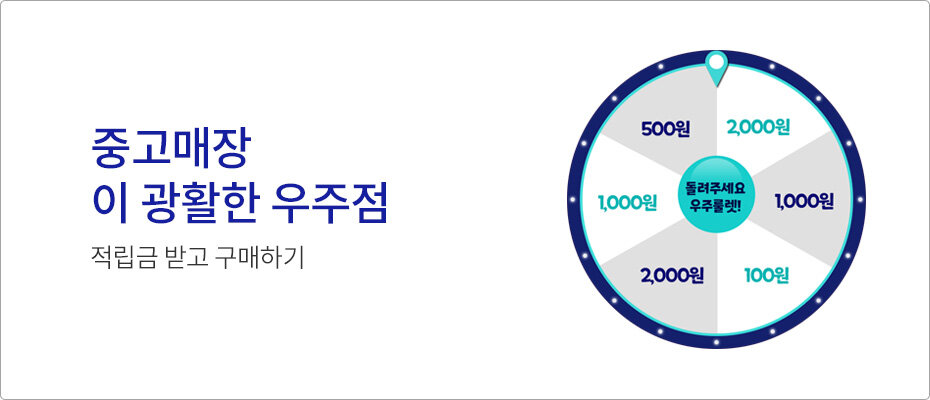 중고매장
이 광활한 우주점
적립금 받고 구매하기
500원
2,000원
1,000원
돌려주세요
우주룰렛!
1,000원
2,000원
100원